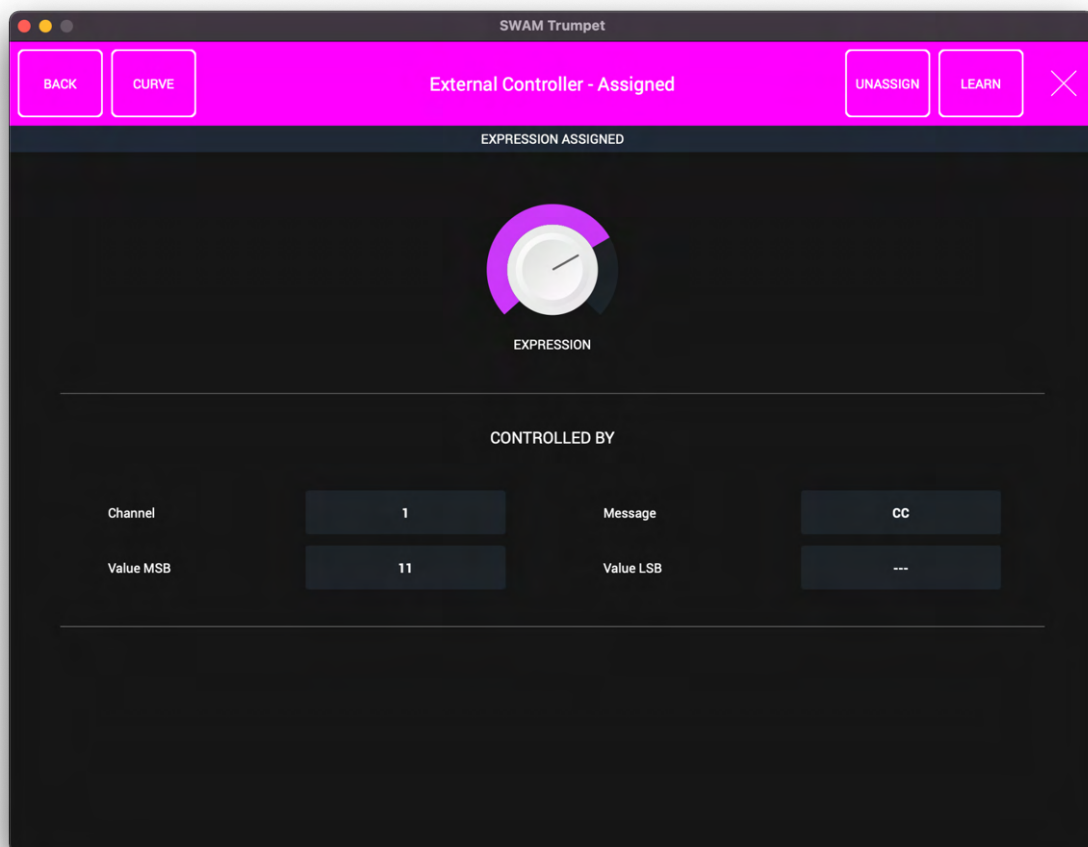 SWAM Trumpet
BACK CURVE External Controller - Assigned UNASSIGN LEARN
EXPRESSION ASSIGNED
EXPRESSION
CONTROLLED BY
Channel 1 Message CC
Value MSB 11 Value LSB ---